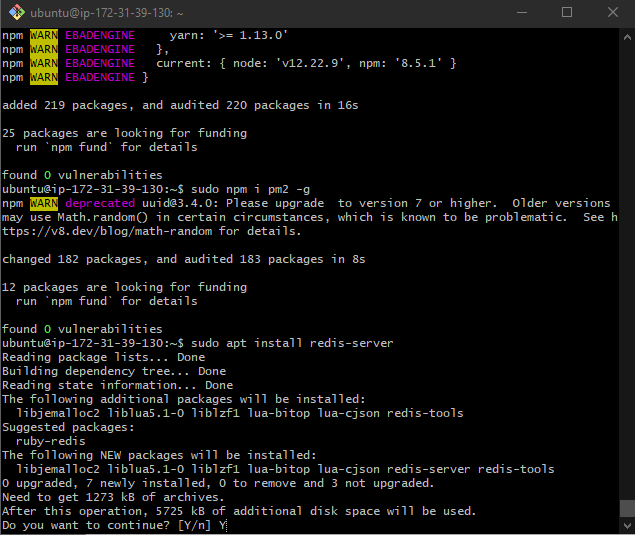 ubuntu@ip-172-31-39-130: ~
npm WARN EBADENGINE     yarn: '>= 1.13.0'
npm WARN EBADENGINE   },
npm WARN EBADENGINE   current: { node: 'v12.22.9', npm: '8.5.1' }
npm WARN EBADENGINE }
added 219 packages, and audited 220 packages in 16s
25 packages are looking for funding
  run `npm fund` for details
found 0 vulnerabilities
ubuntu@ip-172-31-39-130:~$ sudo npm i pm2 -g
npm WARN deprecated uuid@3.4.0: Please upgrade  to version 7 or higher.  Older versions
may use Math.random() in certain circumstances, which is known to be problematic.  See h
ttps://v8.dev/blog/math-random for details.
changed 182 packages, and audited 183 packages in 8s
12 packages are looking for funding
  run `npm fund` for details
found 0 vulnerabilities
ubuntu@ip-172-31-39-130:~$ sudo apt install redis-server
Reading package lists... Done
Building dependency tree... Done
Reading state information... Done
The following additional packages will be installed:
  libjemalloc2 liblua5.1-0 liblzf1 lua-bitop lua-cjson redis-tools
Suggested packages:
  ruby-redis
The following NEW packages will be installed:
  libjemalloc2 liblua5.1-0 liblzf1 lua-bitop lua-cjson redis-server redis-tools
0 upgraded, 7 newly installed, 0 to remove and 3 not upgraded.
Need to get 1273 kB of archives.
After this operation, 5725 kB of additional disk space will be used.
Do you want to continue? [Y/n] Y